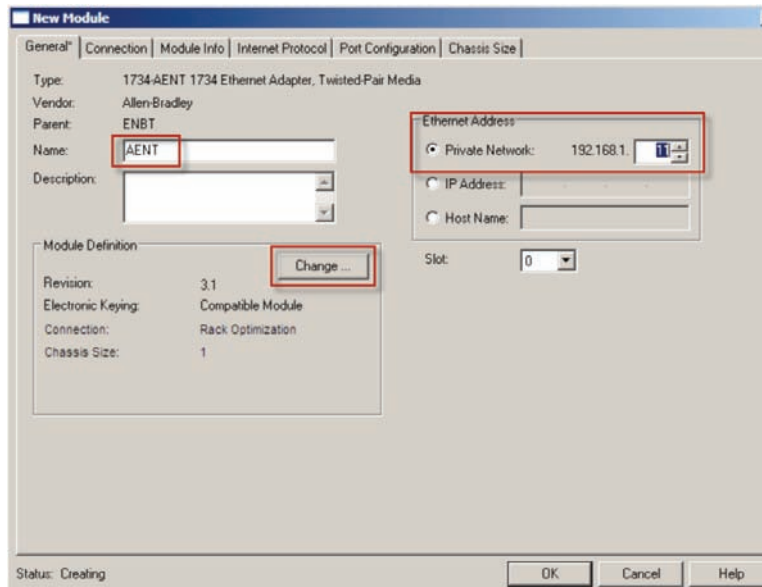 New Module
General* Connection Module Info Internet Protocol Port Configuration Chassis Size
Type: 1734-AENT 1734 Ethernet Adapter, Twisted-Pair Media
Vendor: Allen-Bradley
Parent: ENBT
Name: AENT
Description:
Ethernet Address
Private Network: 192.168.1. 11
IP Address:
Host Name:
Slot: 0
Module Definition
Change ...
Revision: 3.1
Electronic Keying: Compatible Module
Connection: Rack Optimization
Chassis Size: 1
Status: Creating
OK Cancel Help